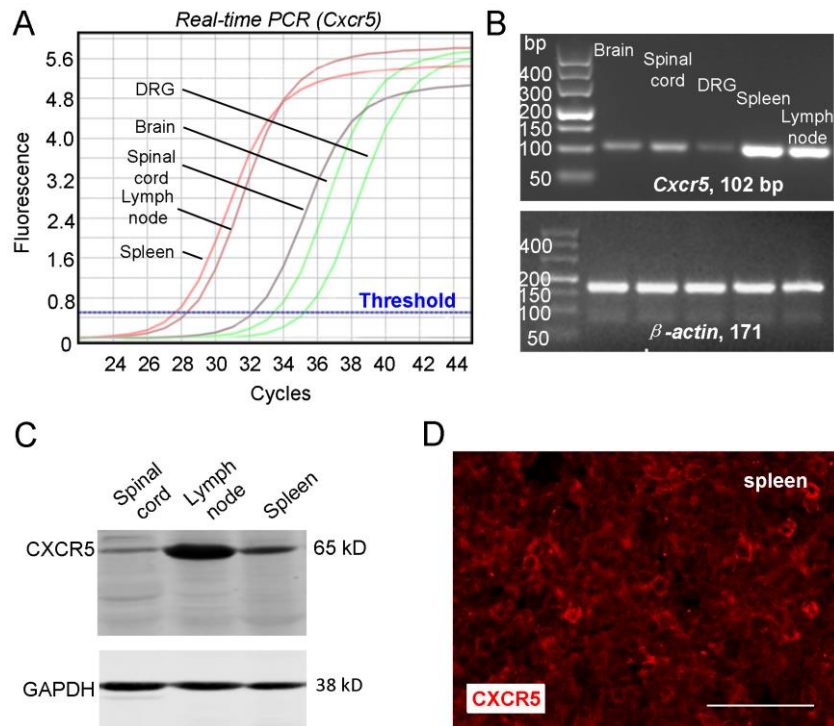 A
Real-time PCR (Cxcr5)
Fluorescence
5.6
4.8
4.0
3.2
2.4
1.6
0.8
0
DRG
Brain
Spinal
cord
Lymph
node
Spleen
Threshold
22 24 26 28 30 32 34 36 38 40 42 44
Cycles
B
bp
400
300
200
150
100
50
Brain
Spinal
cord
DRG
Spleen
Lymph
node
Cxcr5, 102 bp
400
200
150
100
50
β-actin, 171
C
Spinal
cord
Lymph
node
Spleen
CXCR5
65 kD
GAPDH
38 kD
D
spleen
CXCR5